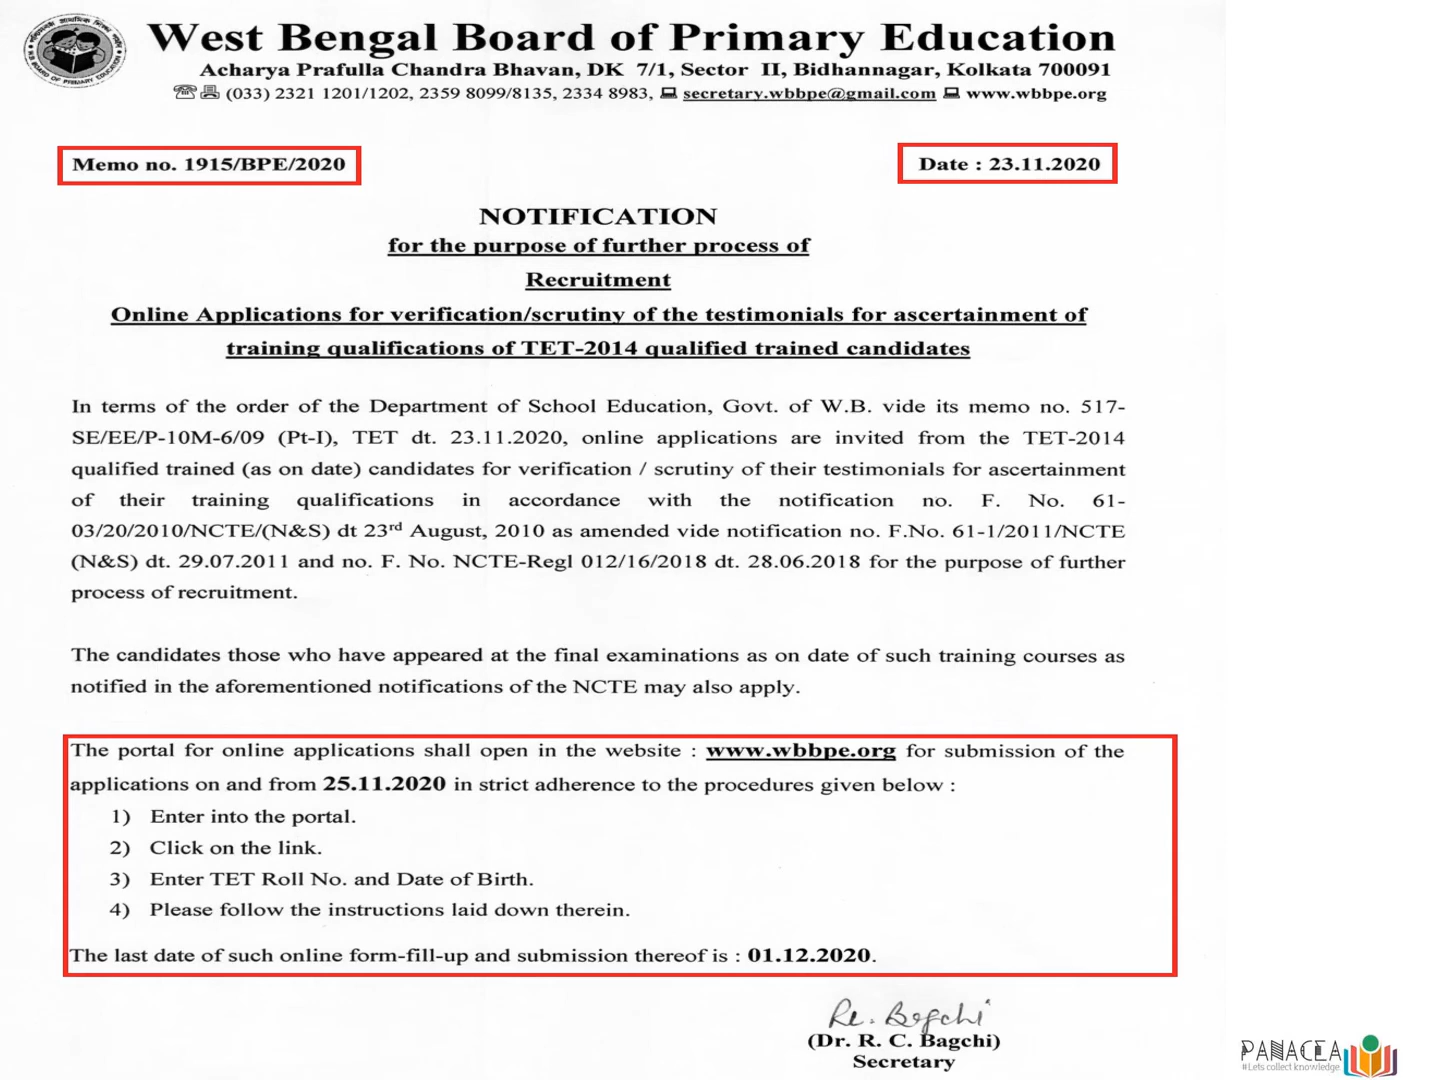 West Bengal Board of Primary Education
Acharya Prafulla Chandra Bhavan, DK 7/1, Sector II, Bidhannagar, Kolkata 700091
(033) 2321 1201/1202, 2359 8099/8135, 2334 8983, secretary.wbbpe@gmail.com www.wbbpe.org
Memo no. 1915/BPE/2020
Date : 23.11.2020
NOTIFICATION
for the purpose of further process of
Recruitment
Online Applications for verification/scrutiny of the testimonials for ascertainment of
training qualifications of TET-2014 qualified trained candidates
In terms of the order of the Department of School Education, Govt. of W.B. vide its memo no. 517-
SE/EE/P-10M-6/09 (Pt-I), TET dt. 23.11.2020, online applications are invited from the TET-2014
qualified trained (as on date) candidates for verification / scrutiny of their testimonials for ascertainment
of their training qualifications in accordance with the notification no. F. No. 61-
03/20/2010/NCTE/(N&S) dt 23rd August, 2010 as amended vide notification no. F.No. 61-1/2011/NCTE
(N&S) dt. 29.07.2011 and no. F. No. NCTE-Regl 012/16/2018 dt. 28.06.2018 for the purpose of further
process of recruitment.
The candidates those who have appeared at the final examinations as on date of such training courses as
notified in the aforementioned notifications of the NCTE may also apply.
The portal for online applications shall open in the website : www.wbbpe.org for submission of the
applications on and from 25.11.2020 in strict adherence to the procedures given below :
1) Enter into the portal.
2) Click on the link.
3) Enter TET Roll No. and Date of Birth.
4) Please follow the instructions laid down therein.
The last date of such online form-fill-up and submission thereof is : 01.12.2020.
(Dr. R. C. Bagchi)
Secretary
PANACEA
#Lets collect knowledge